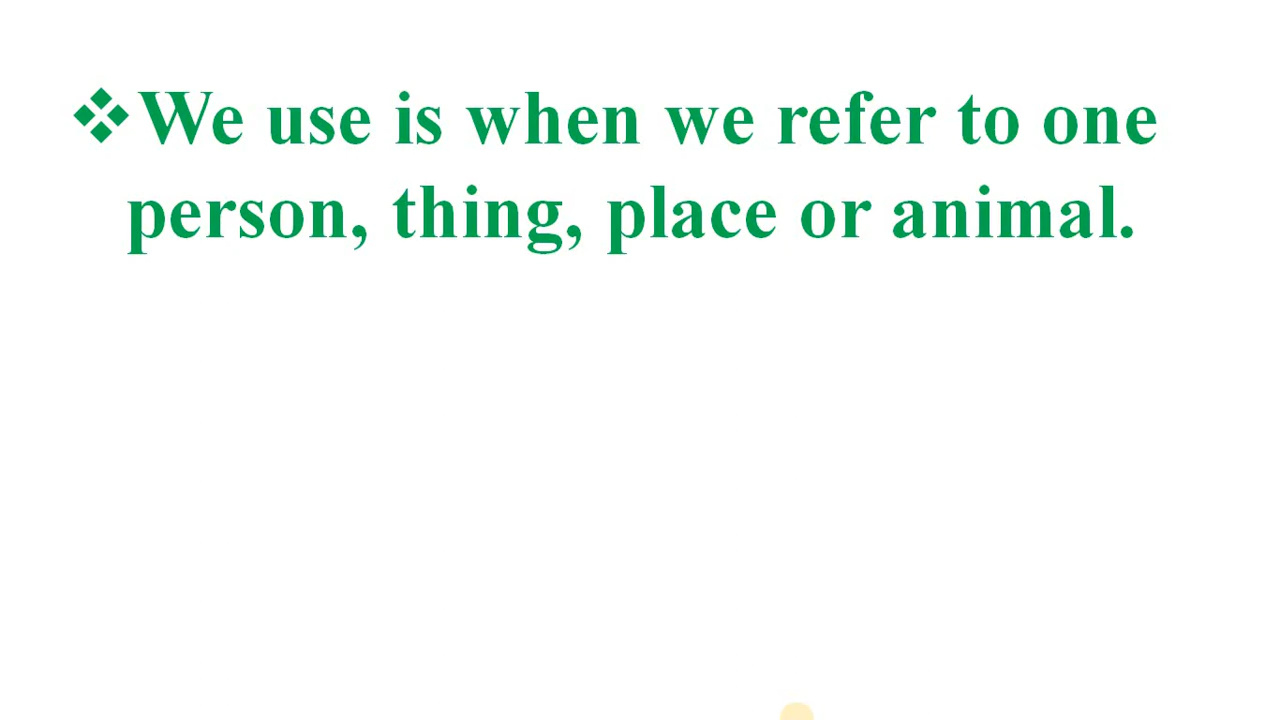 ❖We use is when we refer to one
person, thing, place or animal.